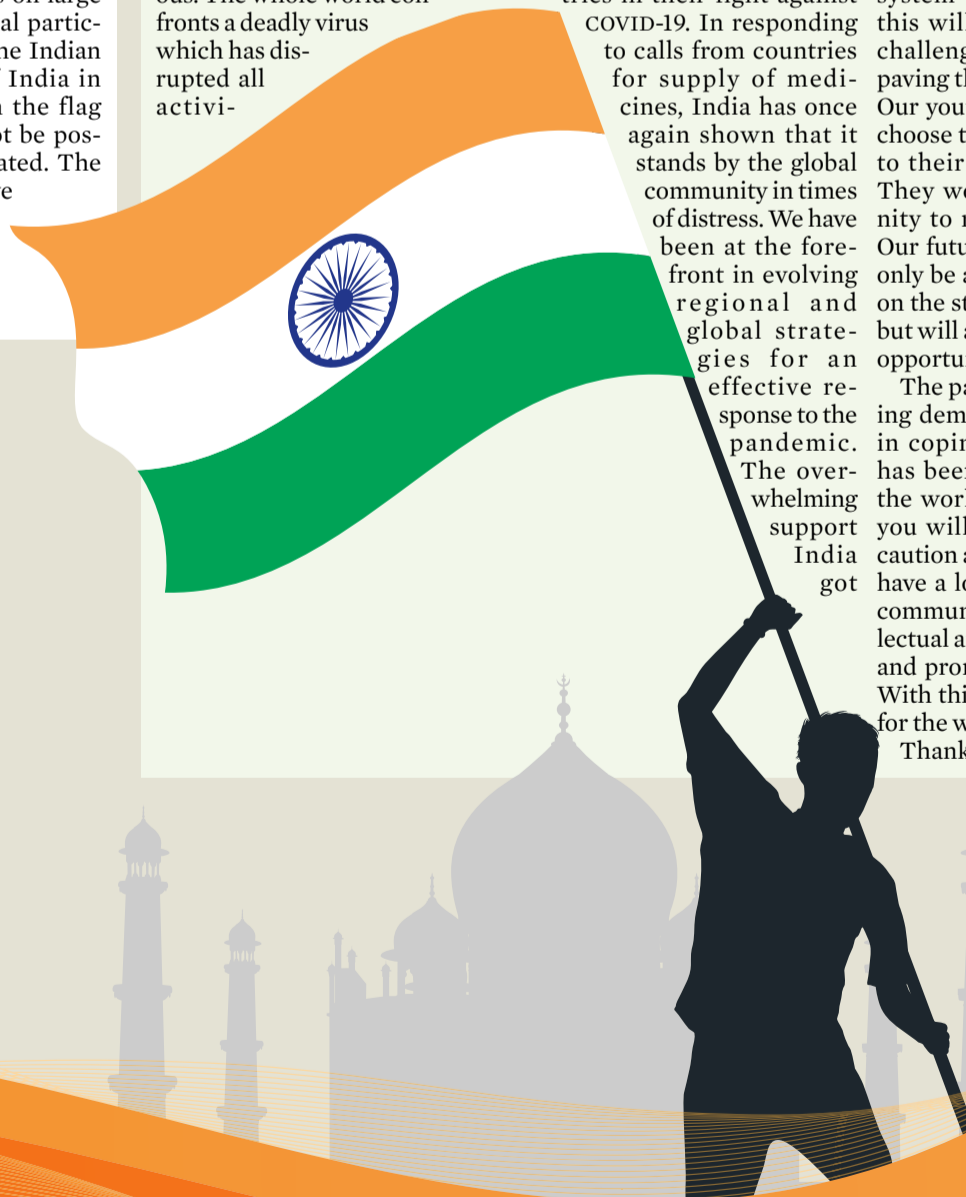 al partic-
he Indian
India in
the flag
be pos-
ated. The
fronts a deadly virus
which has dis-
rupted all
activi-
COVID-19. In responding
to calls from countries
for supply of medi-
cines, India has once
again shown that it
stands by the global
community in times
of distress. We have
been at the fore-
front in evolving
regional and
global strate-
gies for an
effective re-
sponse to the
pandemic.
The over-
whelming
support
India
got
this wil
challeng
paving th
Our you
choose t
to their
They we
nity to
Our futu
only be a
on the st
but will a
opportu
The pa
ing dem
in copin
has been
the worl
you will
caution a
have a lo
commun
lectual a
and pro
With thi
for the w
Thank